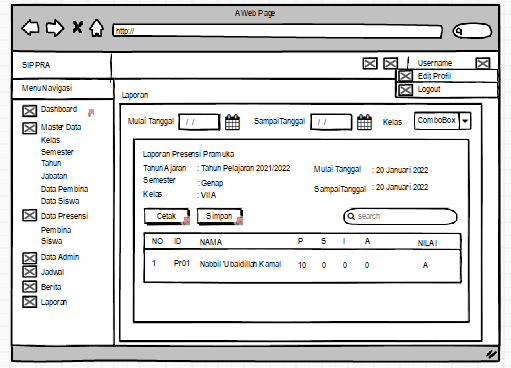 A Web Page
http://
SIPPRA
Username
Edit Profil
Logout
Menu Navigasi
Dashboard
Master Data
Kelas
Semester
Tahun
Jabatan
Data Pembina
Data Siswa
Data Presensi
Pembina
Siswa
Data Admin
Jadwal
Berita
Laporan
Laporan
Mulai Tanggal / / Sampai Tanggal / / Kelas ComboBox
Laporan Presensi Pramuka
Tahun Ajaran : Tahun Pelajaran 2021/2022
Semester : Genap
Kelas : VII A
Mulai Tanggal : 20 Januari 2022
Sampai Tanggal : 20 Januari 2022
Cetak Simpan search
NO ID NAMA P S I A NILAI
1 Pr01 Nabbil 'Ubaidillah Kamal 10 0 0 0 A